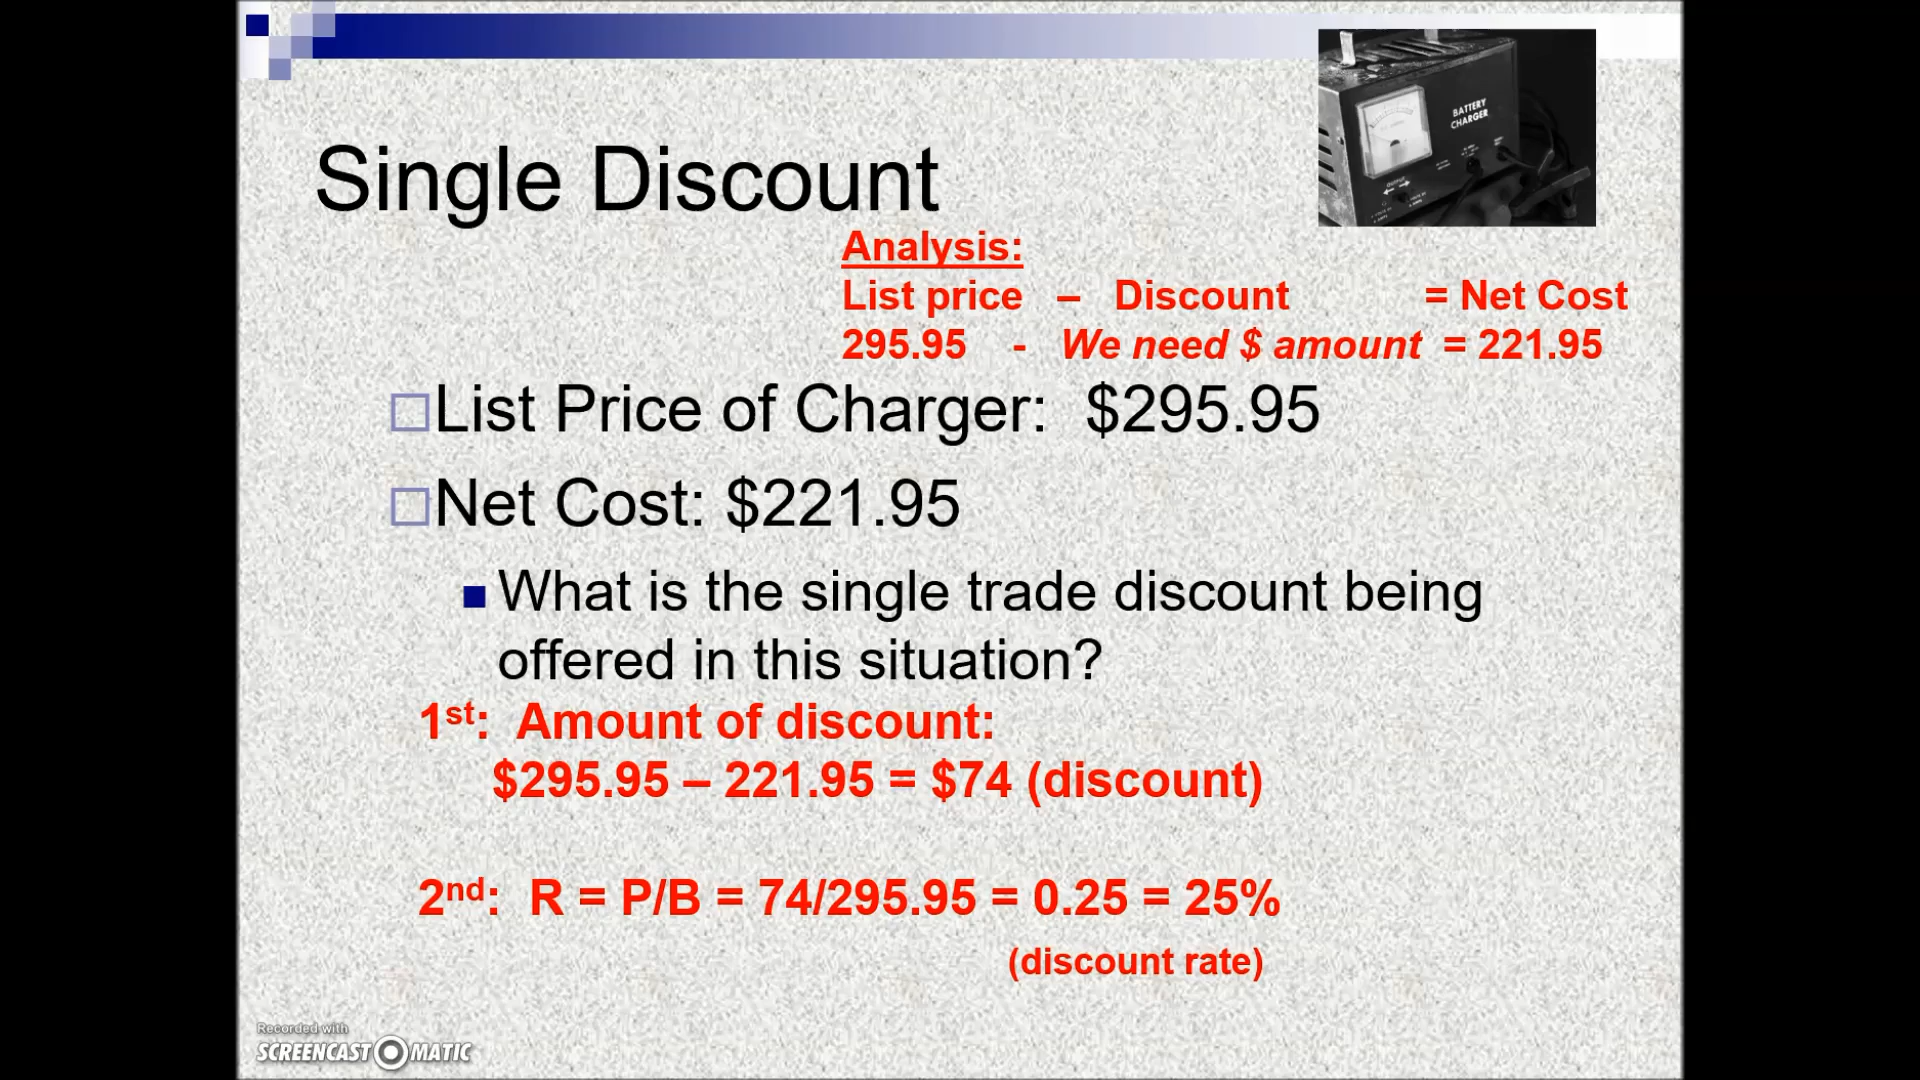 BATTERY
CHARGER
OUTPUT
Single Discount
Analysis:
List price – Discount = Net Cost
295.95 - We need $ amount = 221.95
List Price of Charger: $295.95
Net Cost: $221.95
What is the single trade discount being
offered in this situation?
1st: Amount of discount:
$295.95 – 221.95 = $74 (discount)
2nd: R = P/B = 74/295.95 = 0.25 = 25%
(discount rate)
Recorded with
SCREENCAST MATIC